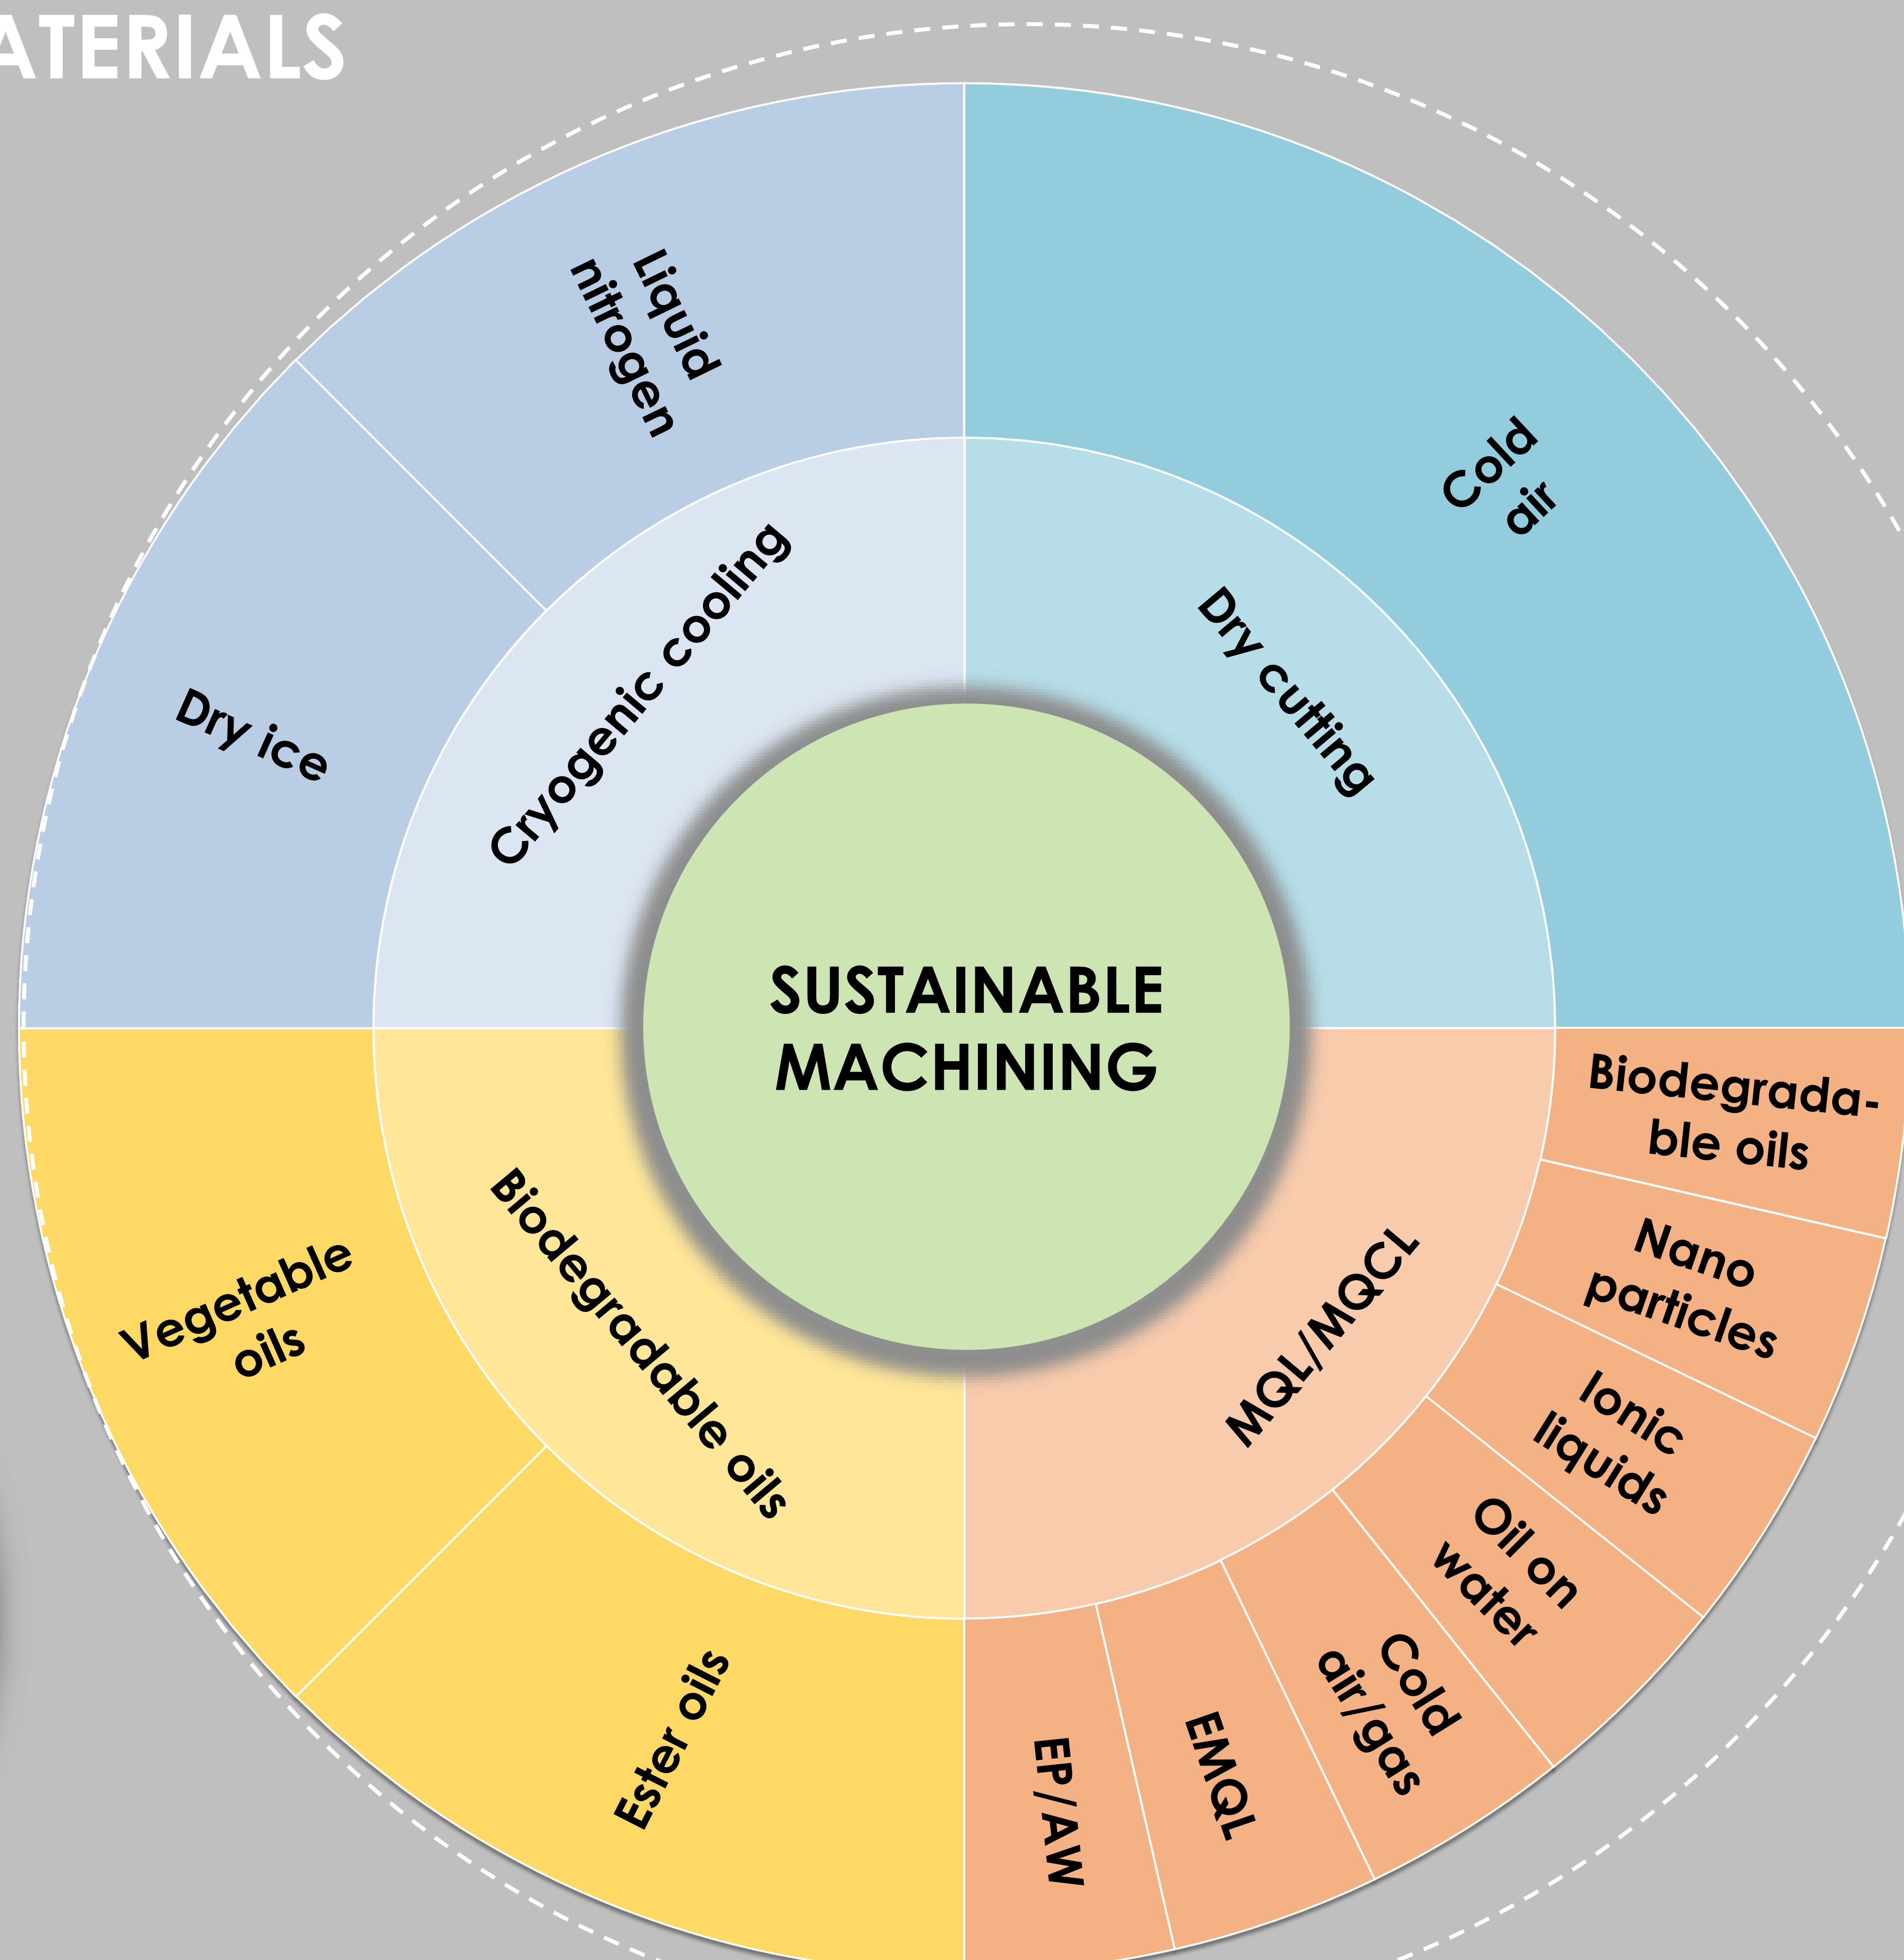 ATERIALS
Liquid
nitrogen
Cold
air
Cryogenic cooling
Dry cutting
Dry ice
SUSTAINABLE
MACHINING
Biodegrada-
ble oils
Nano
particles
Ionic
liquids
Oil on
water
Cold
air/gas
EMQL
EP/AW
MQL/MQCL
Biodegradable oils
Vegetable
oils
Ester oils